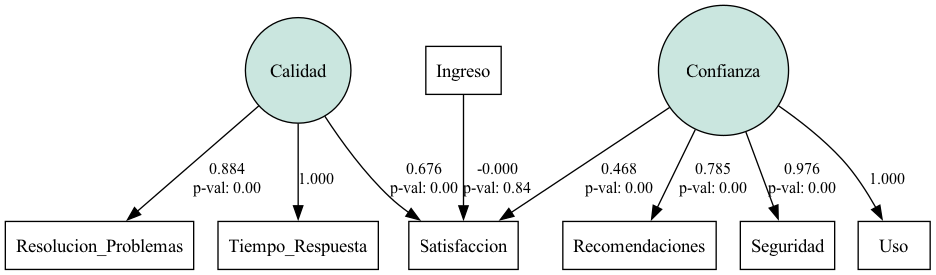 Calidad
Ingreso
Confianza
0.884
p-val: 0.00
1.000
0.676
p-val: 0.00
-0.000
p-val: 0.84
0.468
p-val: 0.00
0.785
p-val: 0.00
0.976
p-val: 0.00
1.000
Resolucion_Problemas
Tiempo_Respuesta
Satisfaccion
Recomendaciones
Seguridad
Uso